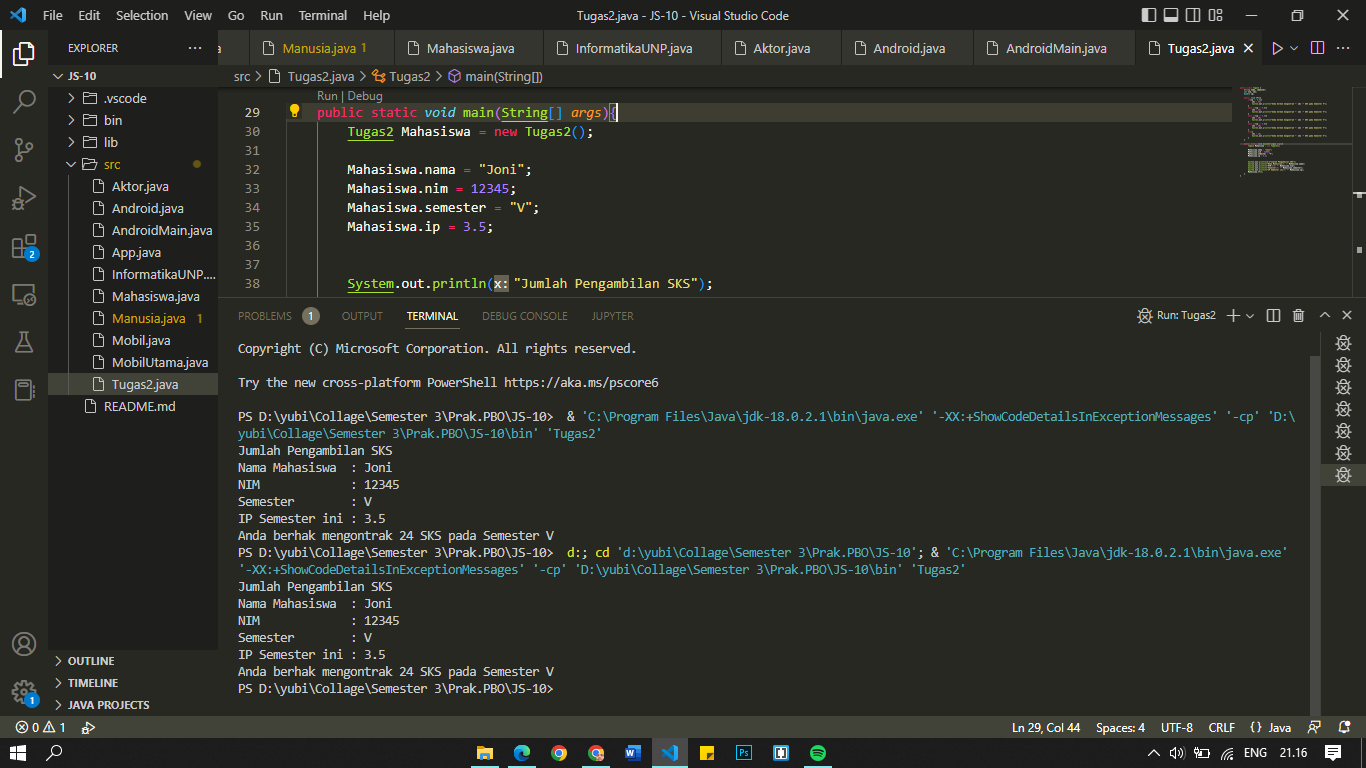 File Edit Selection View Go Run Terminal Help Tugas2.java - JS-10 - Visual Studio Code
EXPLORER
Manusia.java 1 Mahasiswa.java InformatikaUNP.java Aktor.java Android.java AndroidMain.java Tugas2.java
JS-10
src > Tugas2.java > Tugas2 > main(String[])
.vscode
bin
lib
src
Aktor.java
Android.java
AndroidMain.java
App.java
InformatikaUNP....
Mahasiswa.java
Manusia.java 1
Mobil.java
MobilUtama.java
Tugas2.java
README.md
OUTLINE
TIMELINE
JAVA PROJECTS
2
1
Run | Debug
29 public static void main(String[] args){
30 Tugas2 Mahasiswa = new Tugas2();
31
32 Mahasiswa.nama = "Joni";
33 Mahasiswa.nim = 12345;
34 Mahasiswa.semester = "V";
35 Mahasiswa.ip = 3.5;
36
37
38 System.out.println(x: "Jumlah Pengambilan SKS");
PROBLEMS 1 OUTPUT TERMINAL DEBUG CONSOLE JUPYTER Run: Tugas2
Copyright (C) Microsoft Corporation. All rights reserved.
Try the new cross-platform PowerShell https://aka.ms/pscore6
PS D:\yubi\Collage\Semester 3\Prak.PBO\JS-10> & 'C:\Program Files\Java\jdk-18.0.2.1\bin\java.exe' '-XX:+ShowCodeDetailsInExceptionMessages' '-cp' 'D:\
yubi\Collage\Semester 3\Prak.PBO\JS-10\bin' 'Tugas2'
Jumlah Pengambilan SKS
Nama Mahasiswa : Joni
NIM : 12345
Semester : V
IP Semester ini : 3.5
Anda berhak mengontrak 24 SKS pada Semester V
PS D:\yubi\Collage\Semester 3\Prak.PBO\JS-10> d:; cd 'd:\yubi\Collage\Semester 3\Prak.PBO\JS-10'; & 'C:\Program Files\Java\jdk-18.0.2.1\bin\java.exe'
'-XX:+ShowCodeDetailsInExceptionMessages' '-cp' 'D:\yubi\Collage\Semester 3\Prak.PBO\JS-10\bin' 'Tugas2'
Jumlah Pengambilan SKS
Nama Mahasiswa : Joni
NIM : 12345
Semester : V
IP Semester ini : 3.5
Anda berhak mengontrak 24 SKS pada Semester V
PS D:\yubi\Collage\Semester 3\Prak.PBO\JS-10>
0 1 Ln 29, Col 44 Spaces: 4 UTF-8 CRLF {} Java
ENG 21.16